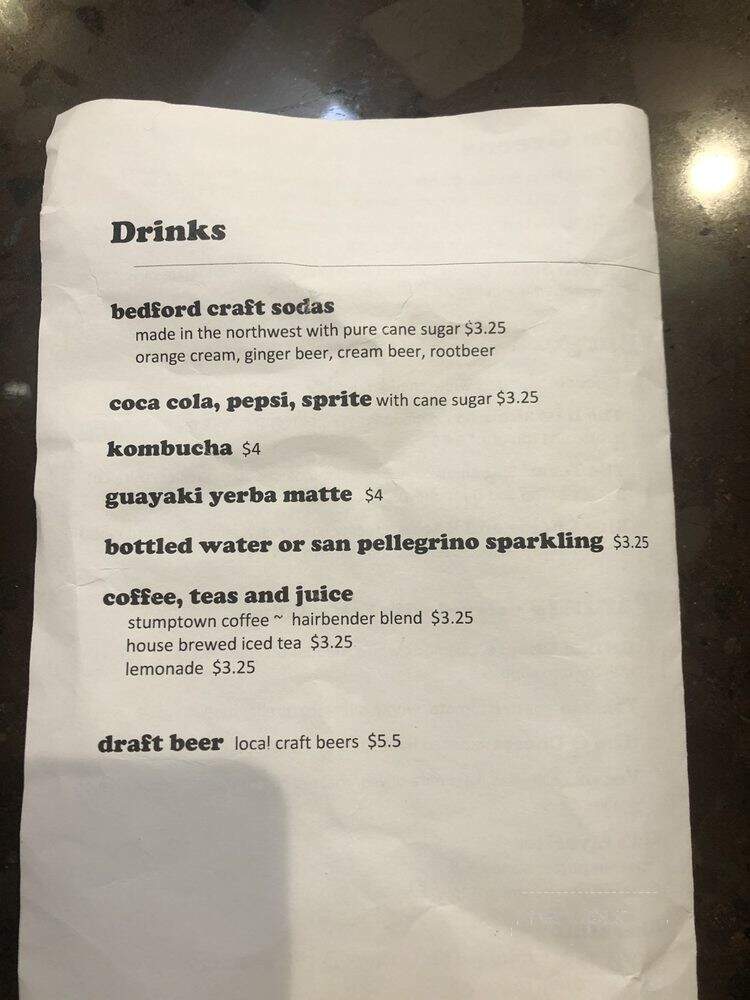 Drinks
bedford craft sodas
made in the northwest with pure cane sugar $3.25
orange cream, ginger beer, cream beer, rootbeer
coca cola, pepsi, sprite with cane sugar $3.25
kombucha $4
guayaki yerba matte $4
bottled water or san pellegrino sparkling $3.25
coffee, teas and juice
stumptown coffee ~ hairbender blend $3.25
house brewed iced tea $3.25
lemonade $3.25
draft beer local craft beers $5.5